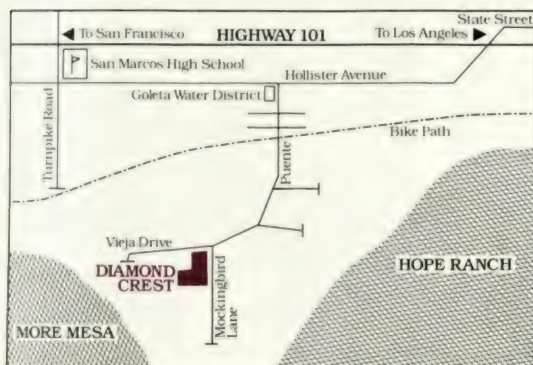 State Street
To San Francisco
HIGHWAY 101
To Los Angeles
San Marcos High School
Hollister Avenue
Goleta Water District
Turnpike Road
Bike Path
Puente
Vieja Drive
DIAMOND
CREST
HOPE RANCH
Mockingbird
Lane
MORE MESA